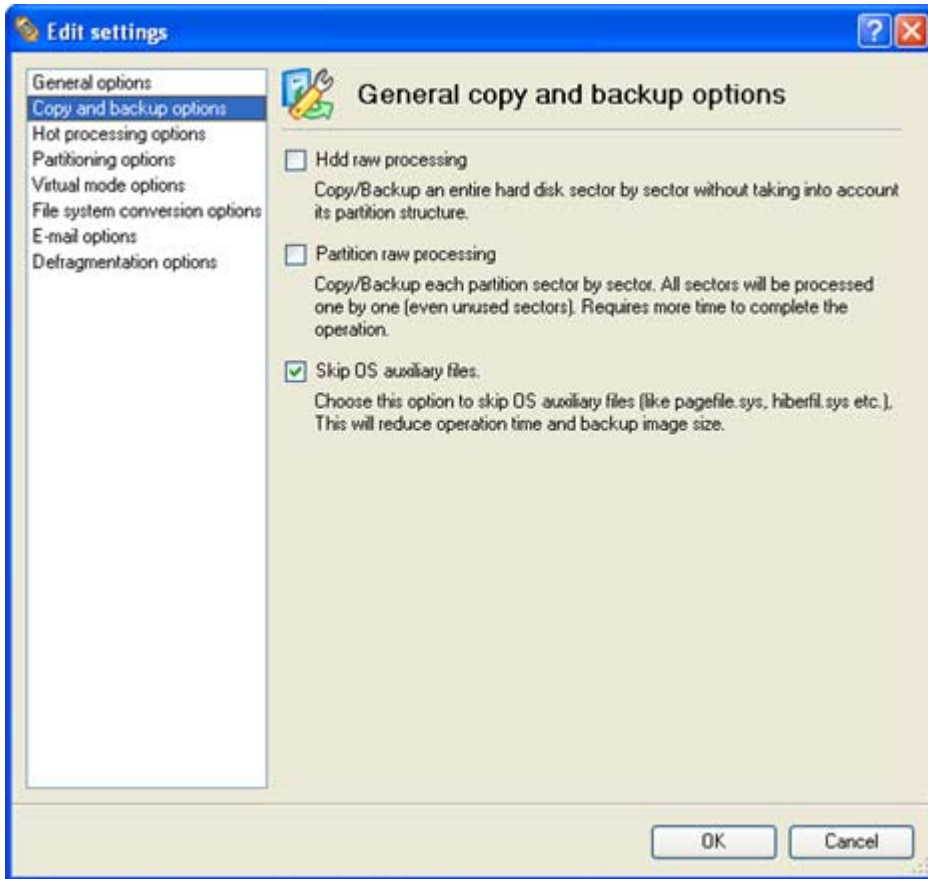 Edit settings
General options
Copy and backup options
Hot processing options
Partitioning options
Virtual mode options
File system conversion options
E-mail options
Defragmentation options
General copy and backup options
Hdd raw processing
Copy/Backup an entire hard disk sector by sector without taking into account
its partition structure.
Partition raw processing
Copy/Backup each partition sector by sector. All sectors will be processed
one by one (even unused sectors). Requires more time to complete the
operation.
Skip OS auxiliary files.
Choose this option to skip OS auxiliary files (like pagefile.sys, hiberfil.sys etc.),
This will reduce operation time and backup image size.
OK
Cancel